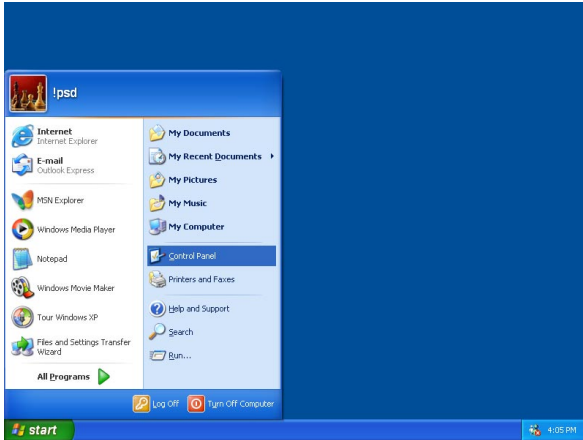 !psd
Internet
Internet Explorer
E-mail
Outlook Express
MSN Explorer
Windows Media Player
Notepad
Windows Movie Maker
Tour Windows XP
Files and Settings Transfer
Wizard
All Programs
My Documents
My Recent Documents
My Pictures
My Music
My Computer
Control Panel
Printers and Faxes
Help and Support
Search
Run...
Log Off
Turn Off Computer
start
4:05 PM